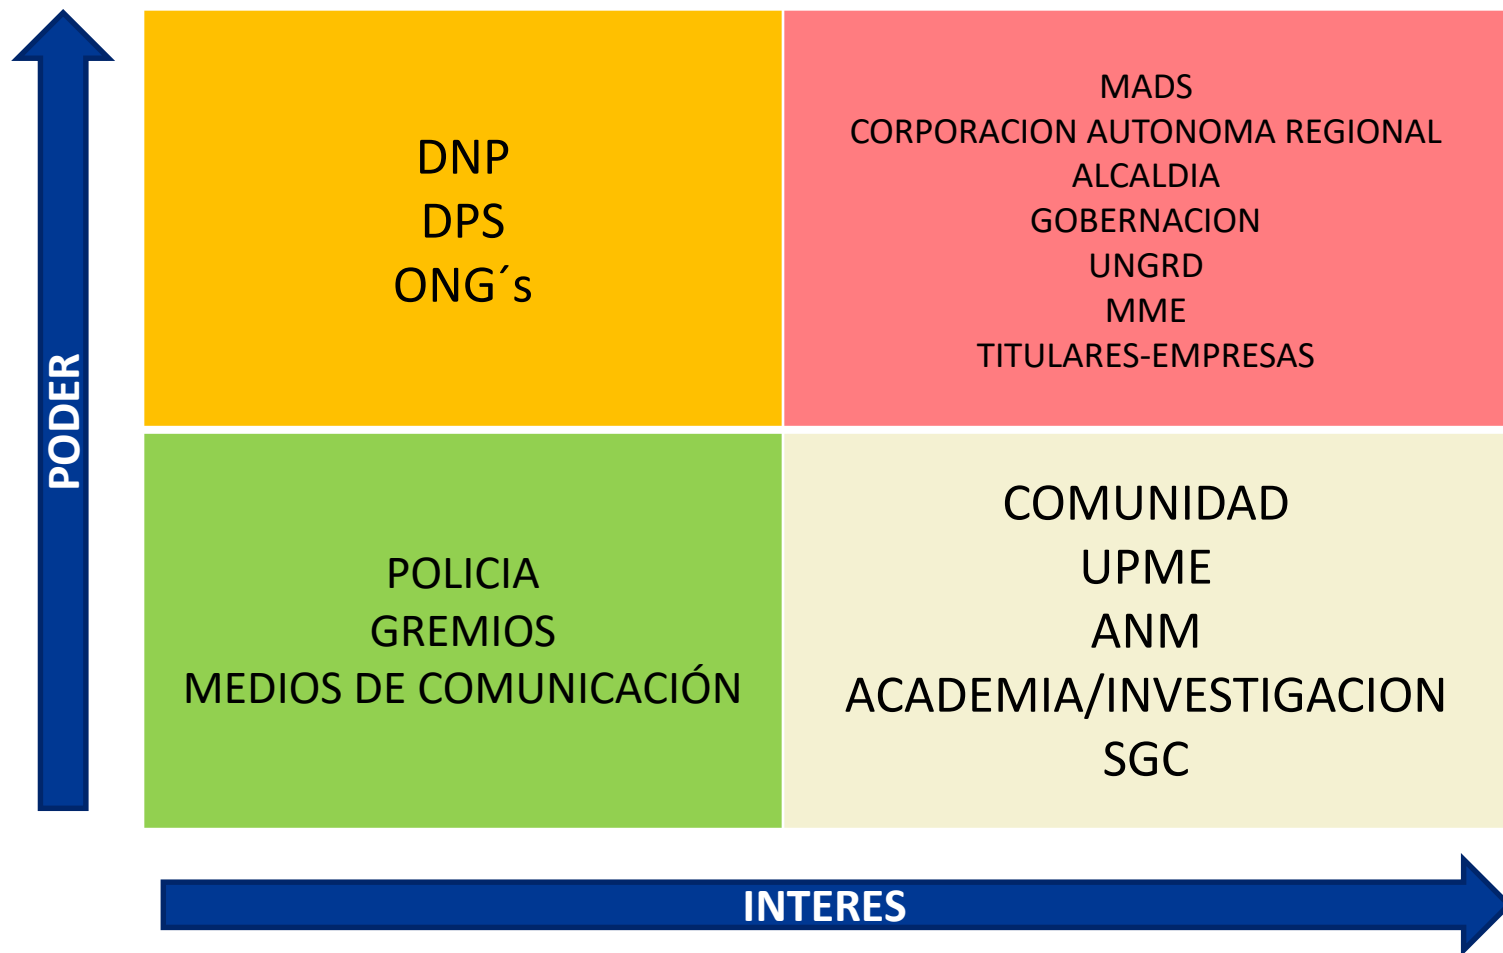 PODER
DNP
DPS
ONG´s
MADS
CORPORACION AUTONOMA REGIONAL
ALCALDIA
GOBERNACION
UNGRD
MME
TITULARES-EMPRESAS
POLICIA
GREMIOS
MEDIOS DE COMUNICACIÓN
COMUNIDAD
UPME
ANM
ACADEMIA/INVESTIGACION
SGC
INTERES